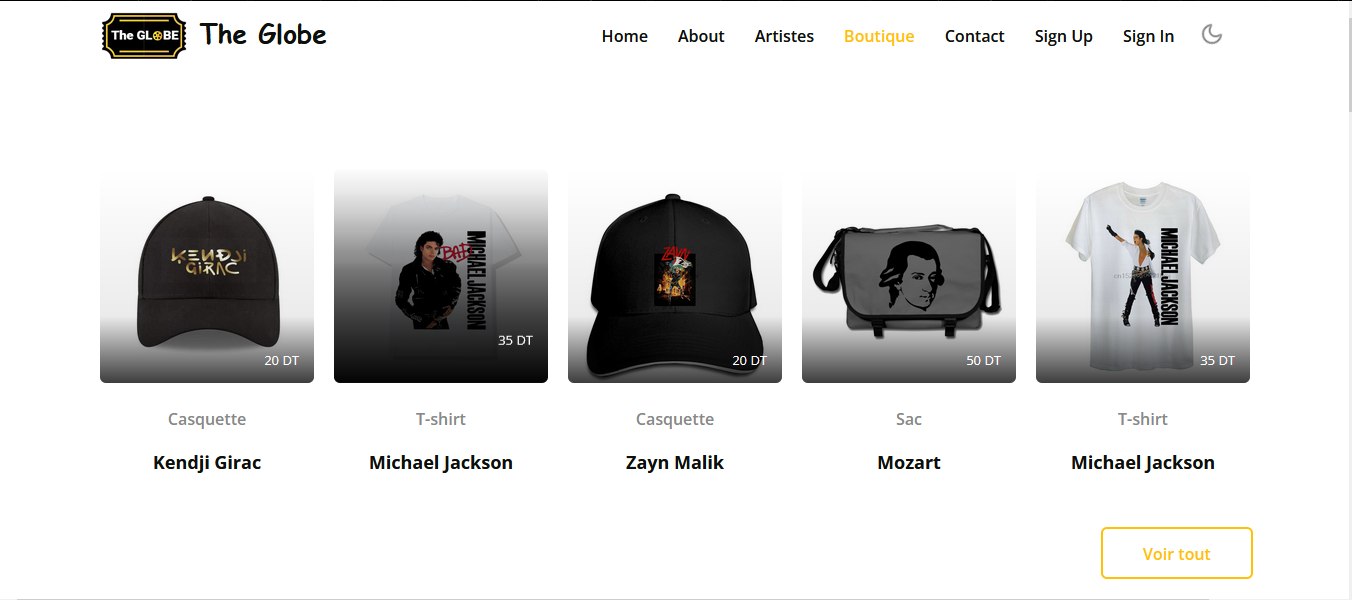 The GLOBE
The Globe
Home
About
Artistes
Boutique
Contact
Sign Up
Sign In
KENDJI
GIRAC
20 DT
BAD
MICHAEL JACKSON
35 DT
ZAYN
20 DT
50 DT
MICHAEL JACKSON
35 DT
Casquette
T-shirt
Casquette
Sac
T-shirt
Kendji Girac
Michael Jackson
Zayn Malik
Mozart
Michael Jackson
Voir tout